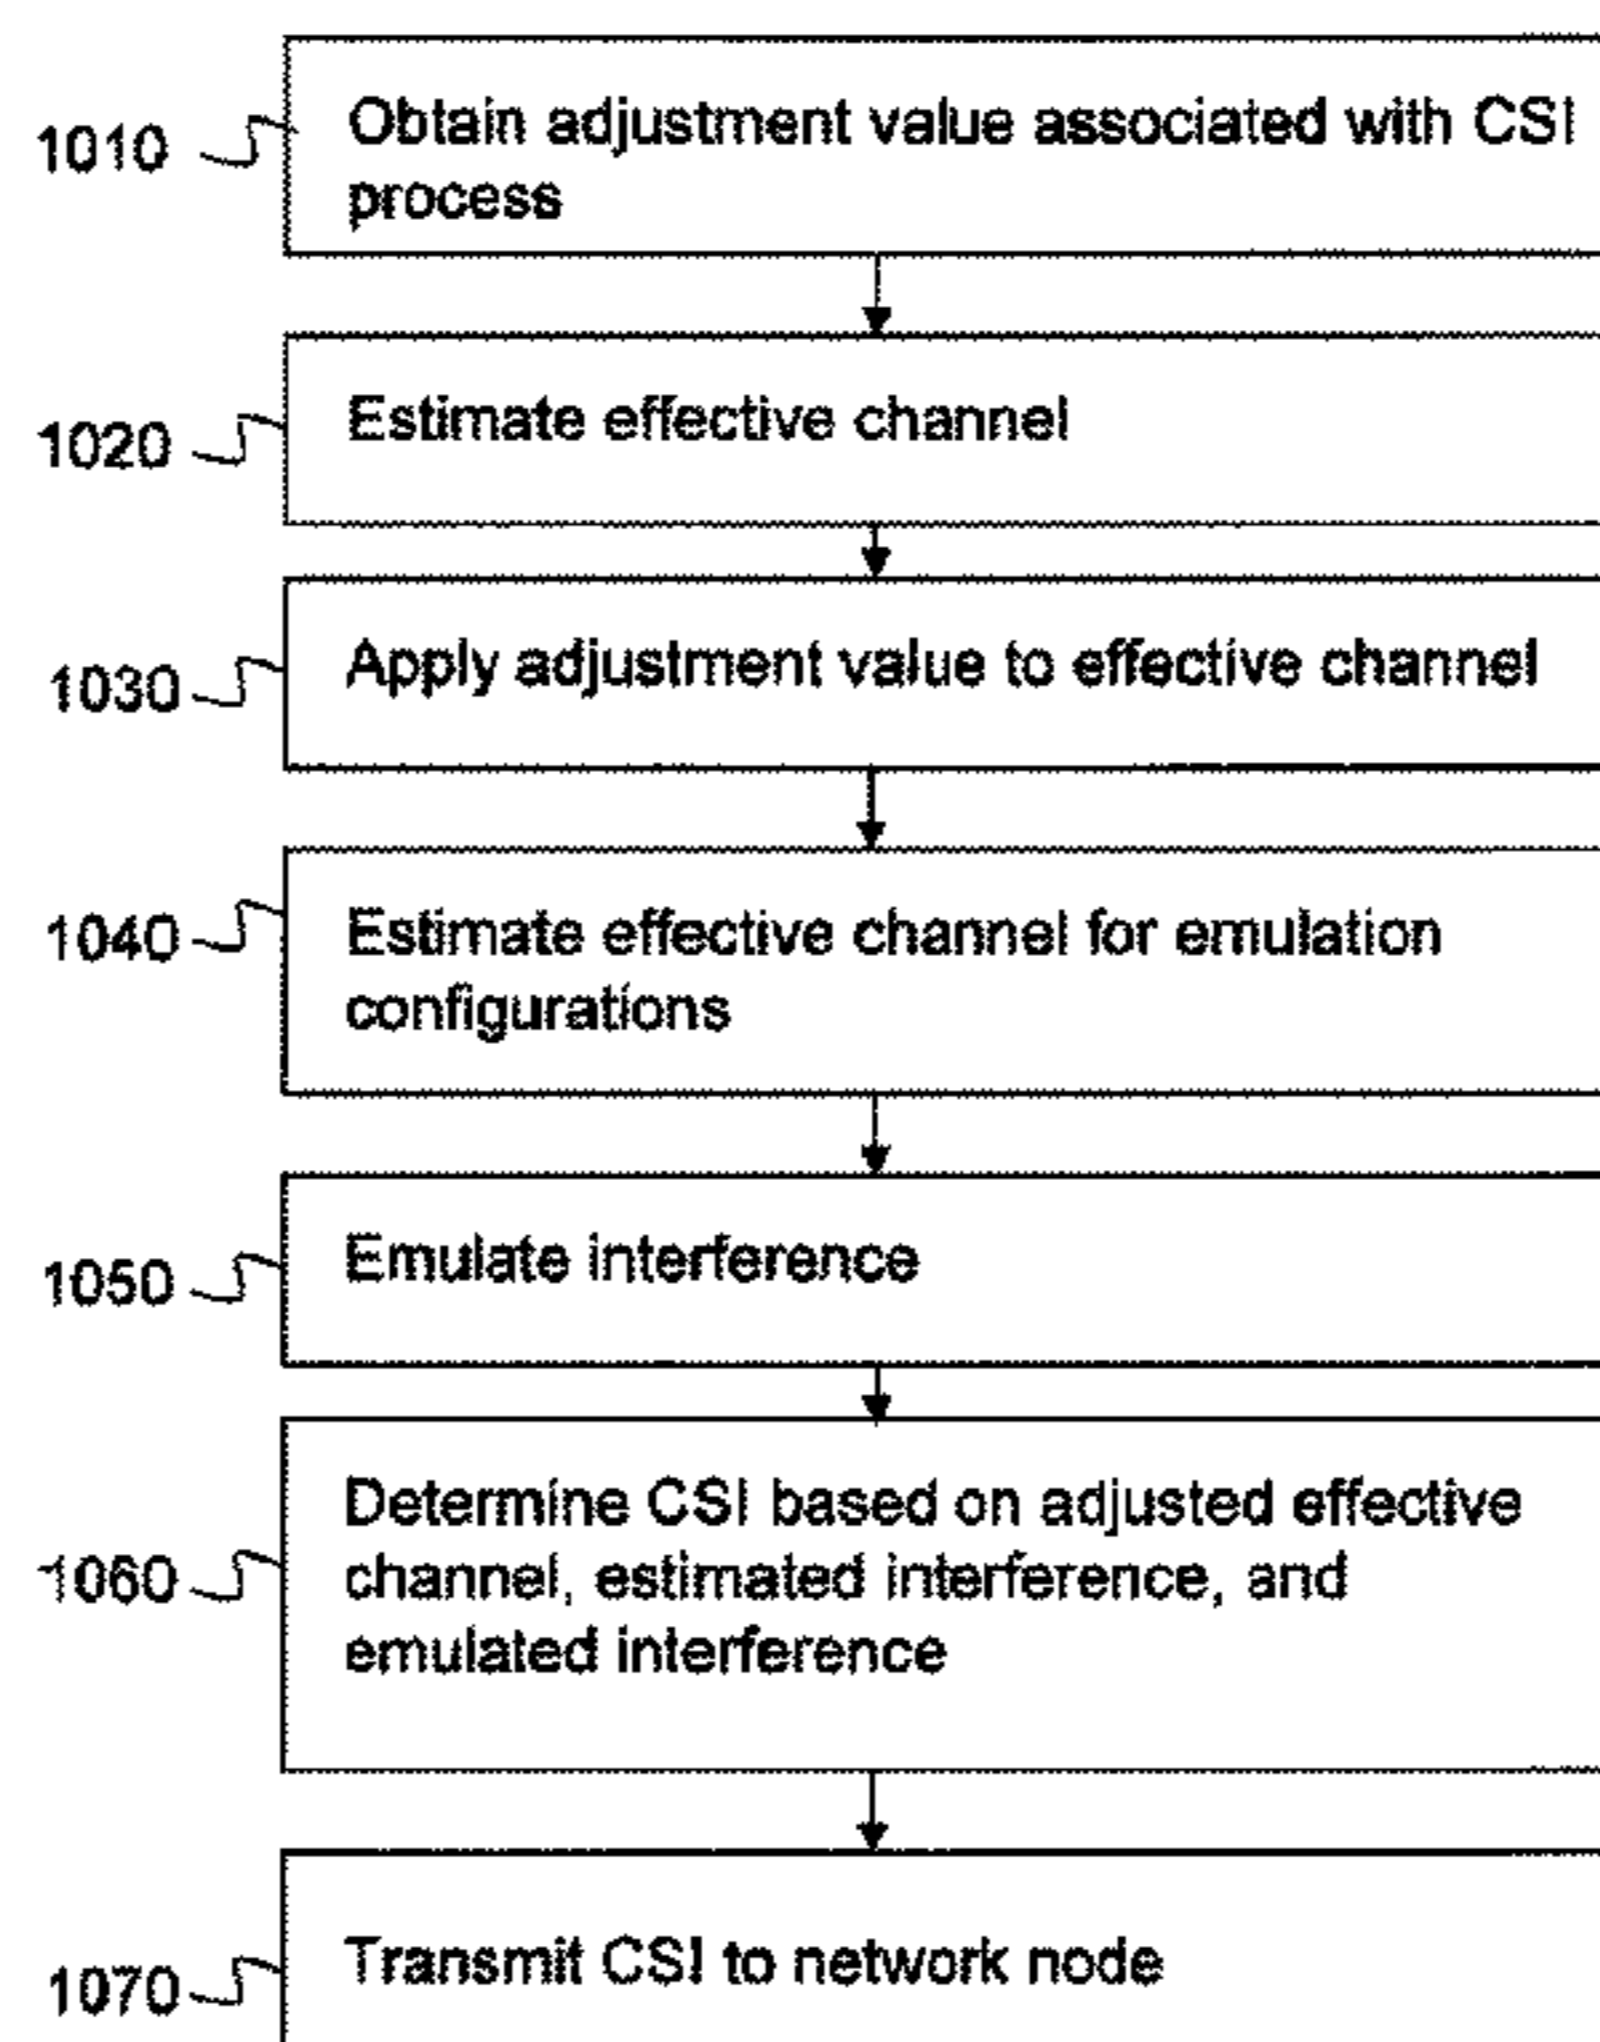 1010
Obtain adjustment value associated with CSI
process
1020
Estimate effective channel
1030
Apply adjustment value to effective channel
1040
Estimate effective channel for emulation
configurations
1050
Emulate interference
1060
Determine CSI based on adjusted effective
channel, estimated interference, and
emulated interference
1070
Transmit CSI to network node